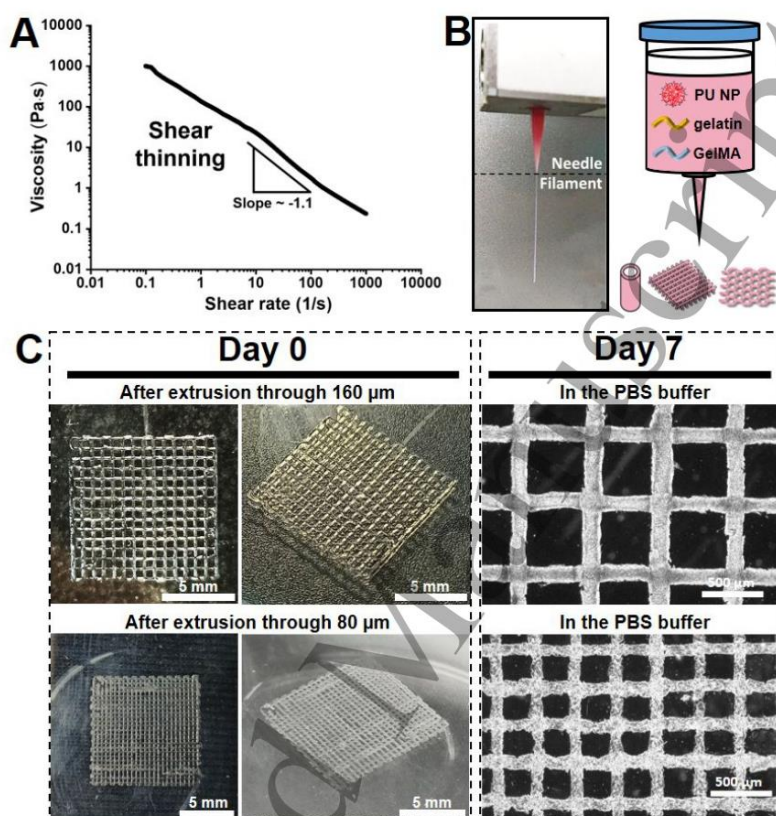 A
Viscosity (Pa·s)
10000
1000
100
10
1
0.1
0.01
Shear
thinning
Slope ~ -1.1
0.01 0.1 1 10 100 1000 10000
Shear rate (1/s)
B
Needle
Filament
PU NP
gelatin
GelMA
C
Day 0
Day 7
After extrusion through 160 µm
In the PBS buffer
5 mm
5 mm
500 µm
After extrusion through 80 µm
In the PBS buffer
5 mm
5 mm
500 µm